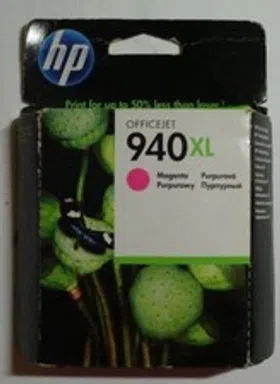 hp
Print for up to 50% less than laser!
OFFICEJET
940XL
Magenta Purpurová
Purpurowy Пурпурный